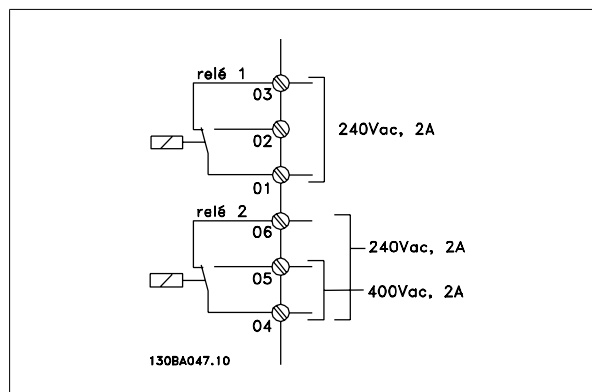 relé 1
03
02
240Vac, 2A
01
relé 2
06
240Vac, 2A
05
400Vac, 2A
04
130BA047.10